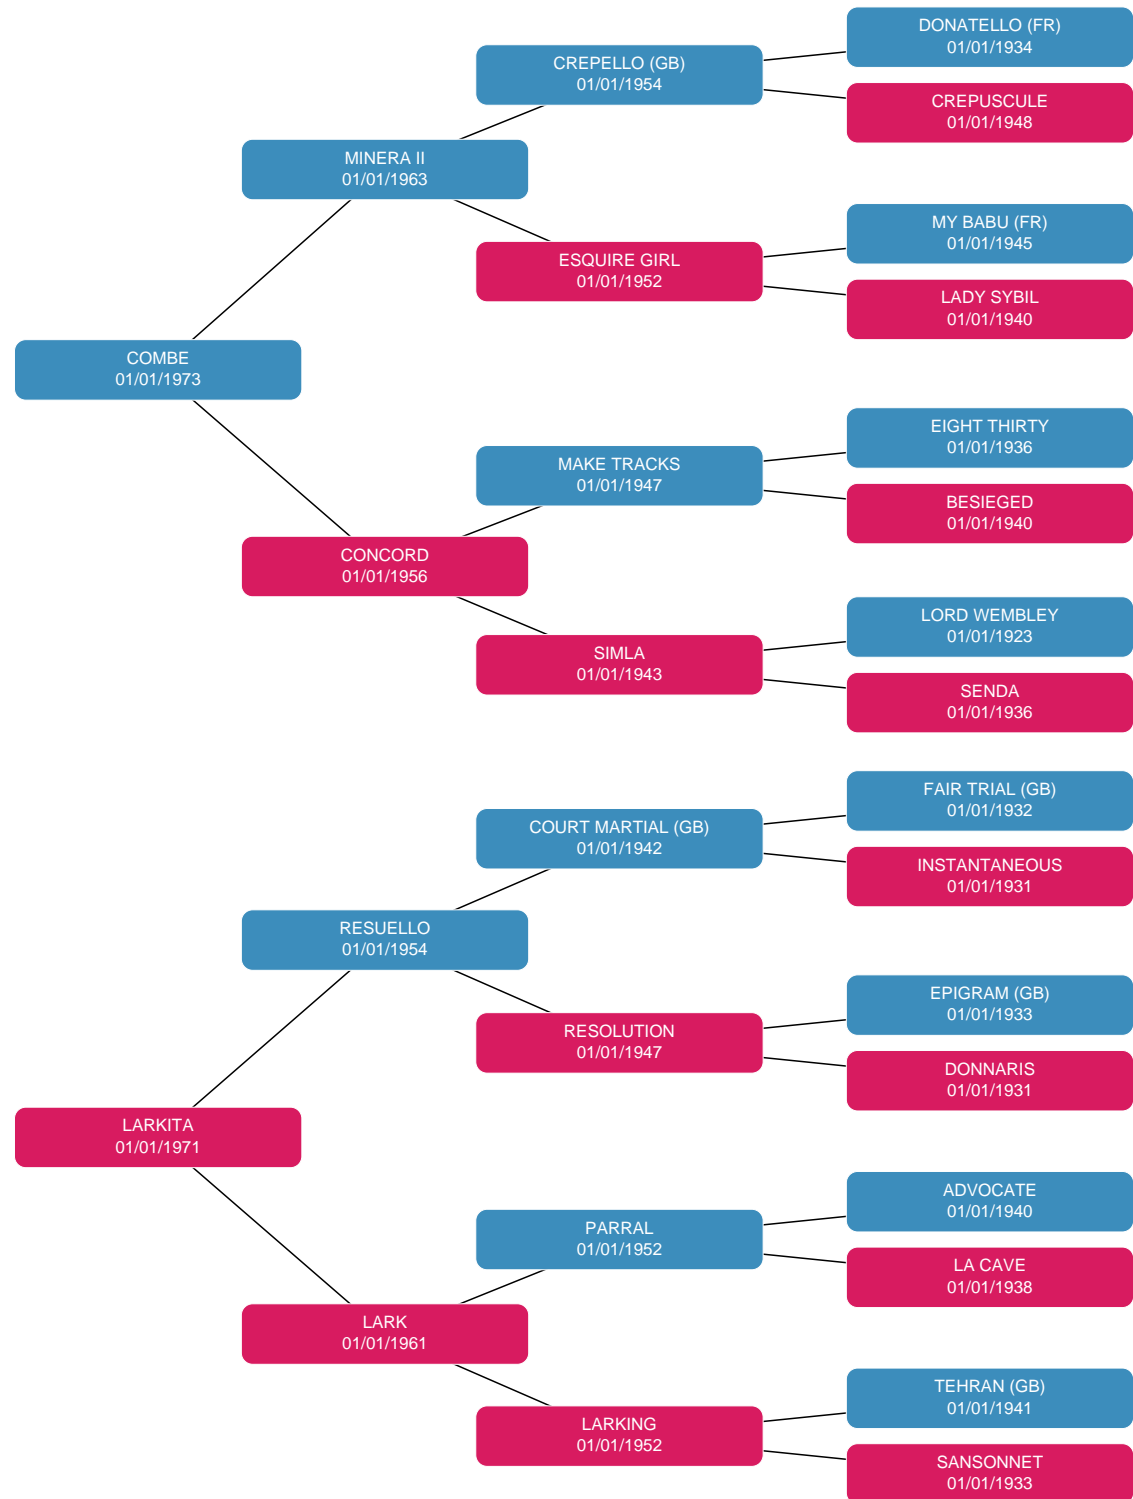 DONATELLO (FR)
01/01/1934
CREPELLO (GB)
01/01/1954
CREPUSCULE
01/01/1948
MINERA II
01/01/1963
MY BABU (FR)
01/01/1945
ESQUIRE GIRL
01/01/1952
LADY SYBIL
01/01/1940
COMBE
01/01/1973
EIGHT THIRTY
01/01/1936
MAKE TRACKS
01/01/1947
BESIEGED
01/01/1940
CONCORD
01/01/1956
LORD WEMBLEY
01/01/1923
SIMLA
01/01/1943
SENDA
01/01/1936
FAIR TRIAL (GB)
01/01/1932
COURT MARTIAL (GB)
01/01/1942
INSTANTANEOUS
01/01/1931
RESUELLO
01/01/1954
EPIGRAM (GB)
01/01/1933
RESOLUTION
01/01/1947
DONNARIS
01/01/1931
LARKITA
01/01/1971
ADVOCATE
01/01/1940
PARRAL
01/01/1952
LA CAVE
01/01/1938
LARK
01/01/1961
TEHRAN (GB)
01/01/1941
LARKING
01/01/1952
SANSONNET
01/01/1933